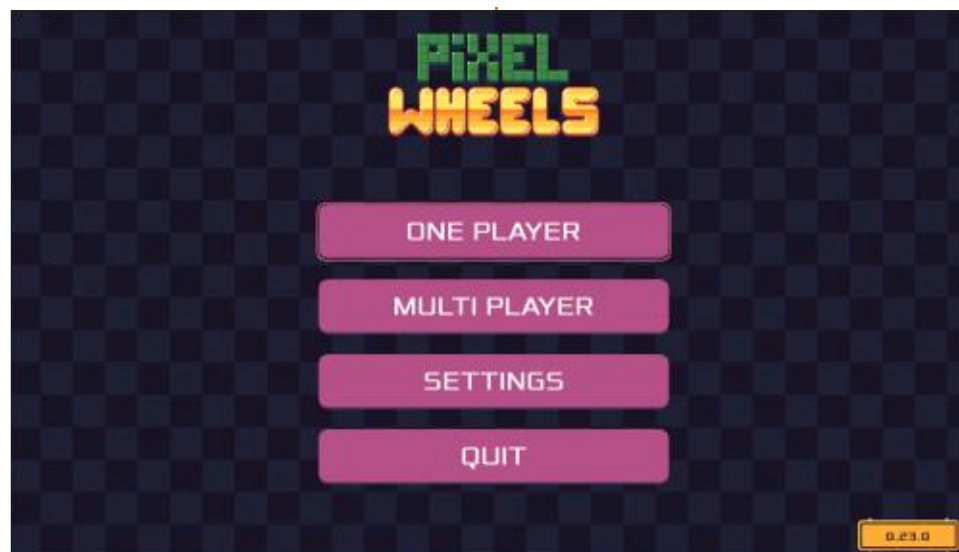 PiXEL
WHEELS
ONE PLAYER
MULTI PLAYER
SETTINGS
QUIT
0.23.0